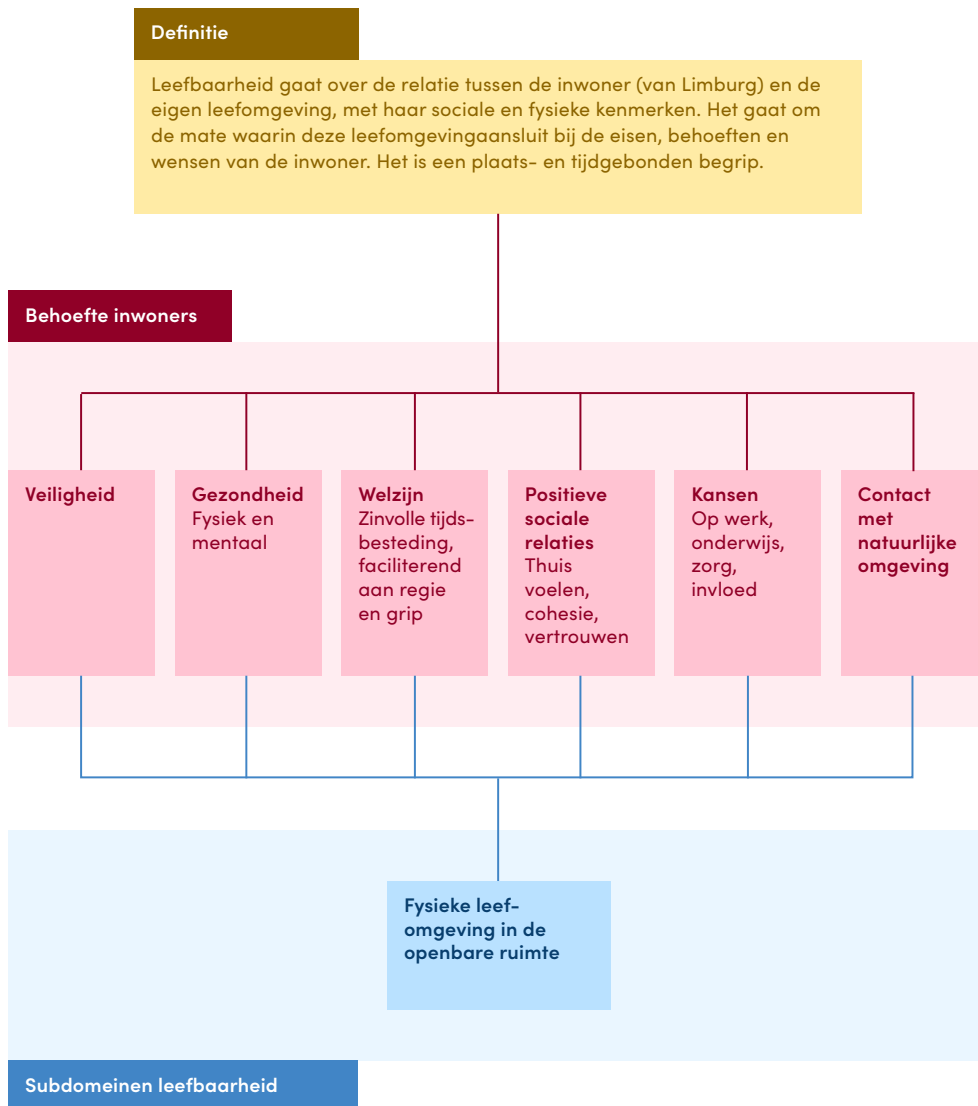 Definitie
Leefbaarheid gaat over de relatie tussen de inwoner (van Limburg) en de
eigen leefomgeving, met haar sociale en fysieke kenmerken. Het gaat om
de mate waarin deze leefomgevingaansluit bij de eisen, behoeften en
wensen van de inwoner. Het is een plaats- en tijdgebonden begrip.
Behoefte inwoners
Veiligheid
Gezondheid
Fysiek en
mentaal
Welzijn
Zinvolle tijds-
besteding,
faciliterend
aan regie
en grip
Positieve
sociale
relaties
Thuis
voelen,
cohesie,
vertrouwen
Kansen
Op werk,
onderwijs,
zorg,
invloed
Contact
met
natuurlijke
omgeving
Fysieke leef-
omgeving in de
openbare ruimte
Subdomeinen leefbaarheid